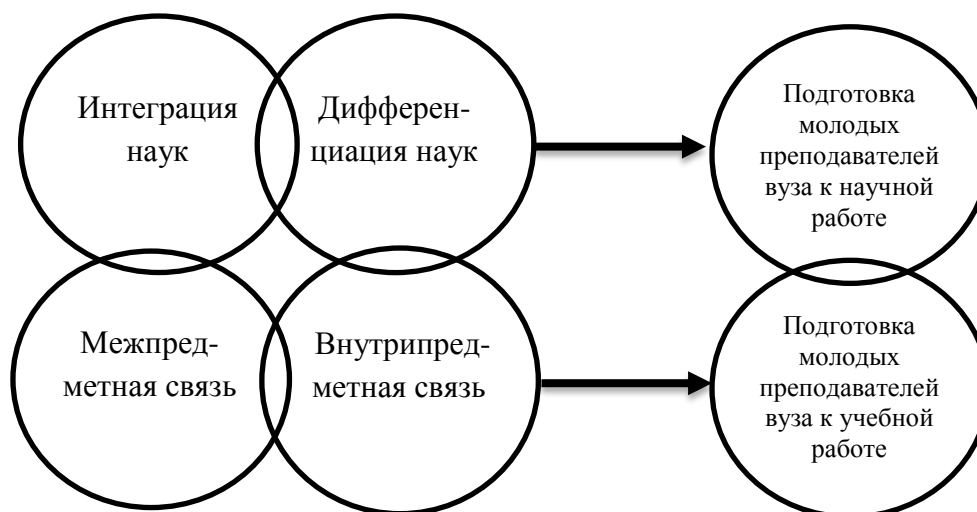 Интеграция
наук
Дифферен-
циация наук
Подготовка
молодых
преподавателей
вуза к научной
работе
Межпред-
метная связь
Внутрипред-
метная связь
Подготовка
молодых
преподавателей
вуза к учебной
работе